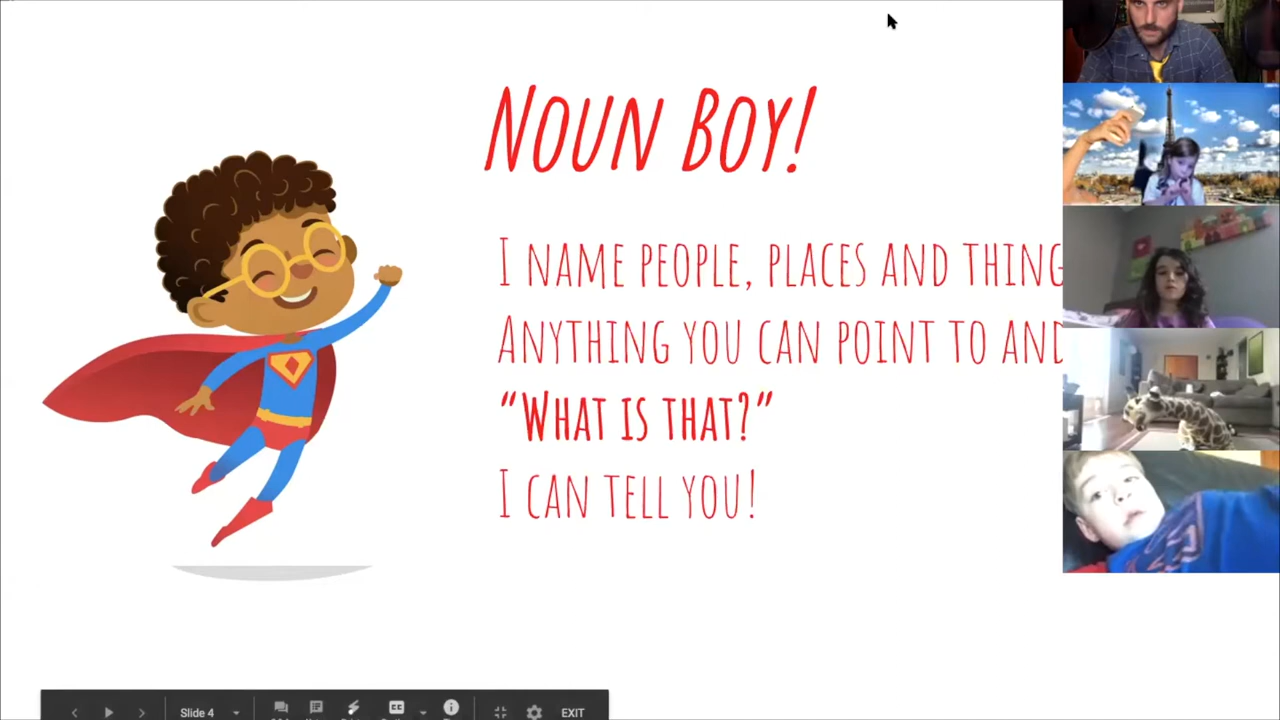 Noun Boy!
I name people, places and thing
Anything you can point to and
“What is that?”
I can tell you!
Slide 4
EXIT